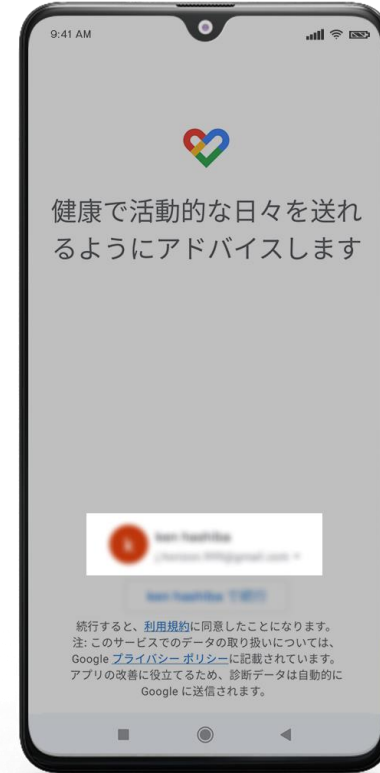 9:41 AM
健康で活動的な日々を送れ
るようにアドバイスします
続行すると、利用規約に同意したことになります。
注: このサービスでのデータの取り扱いについては、
Google プライバシー ポリシーに記載されています。
アプリの改善に役立てるため、診断データは自動的に
Google に送信されます。